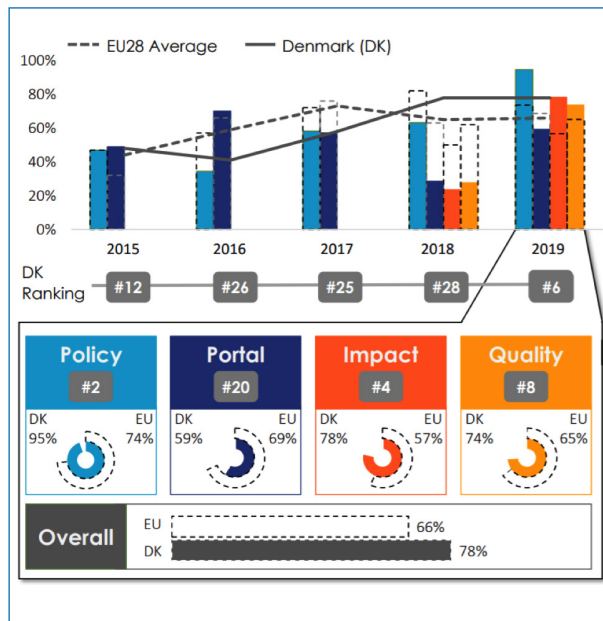 EU28 Average
Denmark (DK)
100%
80%
60%
40%
20%
0%
2015 2016 2017 2018 2019
DK
Ranking
#12 #26 #25 #28 #6
Policy
#2
DK EU
95% 74%
Portal
#20
DK EU
59% 69%
Impact
#4
DK EU
78% 57%
Quality
#8
DK EU
74% 65%
Overall
EU 66%
DK 78%